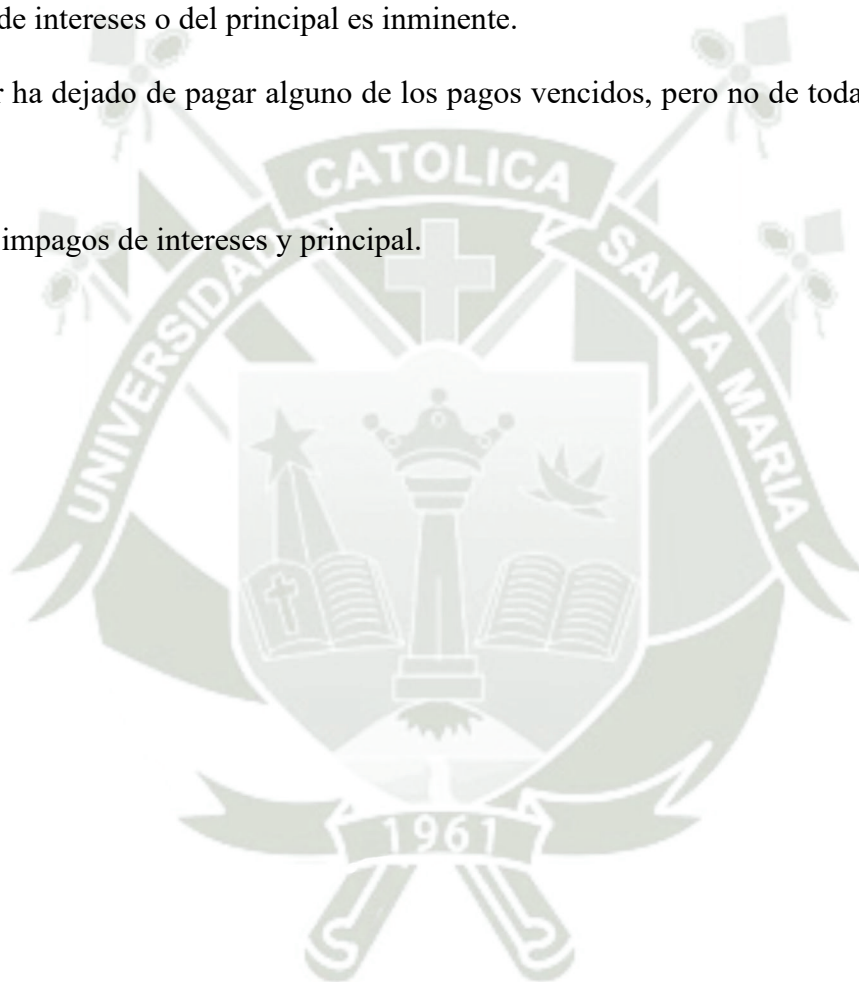 de intereses o del principal es inminente.
ha dejado de pagar alguno de los pagos vencidos, pero no de toda
impagos de intereses y principal.
UNIVERSIDAD CATOLICA SANTA MARIA
1961